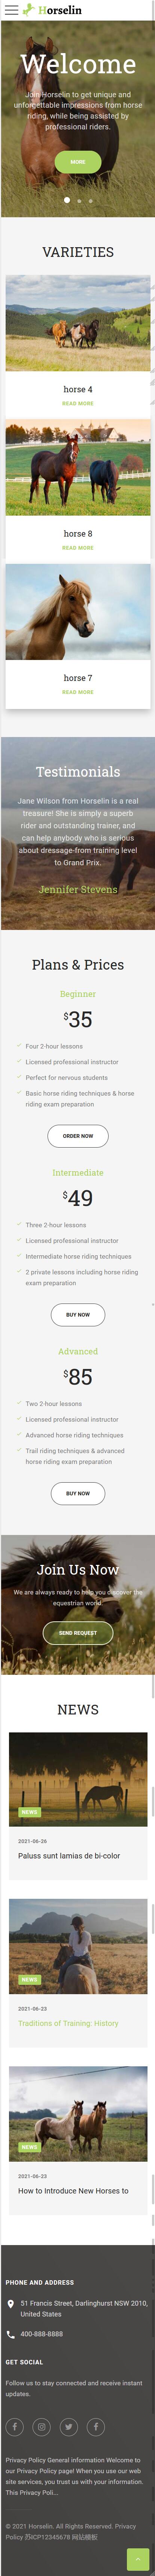 Horselin
Welcome
Join Horselin to get unique and
unforgettable impressions from horse
riding, while being assisted by
professional riders.
MORE
VARIETIES
horse 4
READ MORE
horse 8
READ MORE
horse 7
READ MORE
Testimonials
Jane Wilson from Horselin is a real
treasure! She is simply a superb
rider and outstanding trainer, and
can help anybody who is serious
about dressage-from training level
to Grand Prix.
Jennifer Stevens
Plans & Prices
Beginner
$35
Four 2-hour lessons
Licensed professional instructor
Perfect for nervous students
Basic horse riding techniques & horse
riding exam preparation
ORDER NOW
Intermediate
$49
Three 2-hour lessons
Licensed professional instructor
Intermediate horse riding techniques
2 private lessons including horse riding
exam preparation
BUY NOW
Advanced
$85
Two 2-hour lessons
Licensed professional instructor
Advanced horse riding techniques
Trail riding techniques & advanced
horse riding exam preparation
BUY NOW
Join Us Now
We are always ready to help you discover the
equestrian world.
SEND REQUEST
NEWS
NEWS
2021-06-26
Paluss sunt lamias de bi-color
NEWS
2021-06-23
Traditions of Training: History
NEWS
2021-06-23
How to Introduce New Horses to
PHONE AND ADDRESS
51 Francis Street, Darlinghurst NSW 2010,
United States
400-888-8888
GET SOCIAL
Follow us to stay connected and receive instant
updates.
Privacy Policy General information Welcome to
our Privacy Policy page! When you use our web
site services, you trust us with your information.
This Privacy Poli...
© 2021 Horselin. All Rights Reserved. Privacy
Policy 苏ICP12345678 网站模板